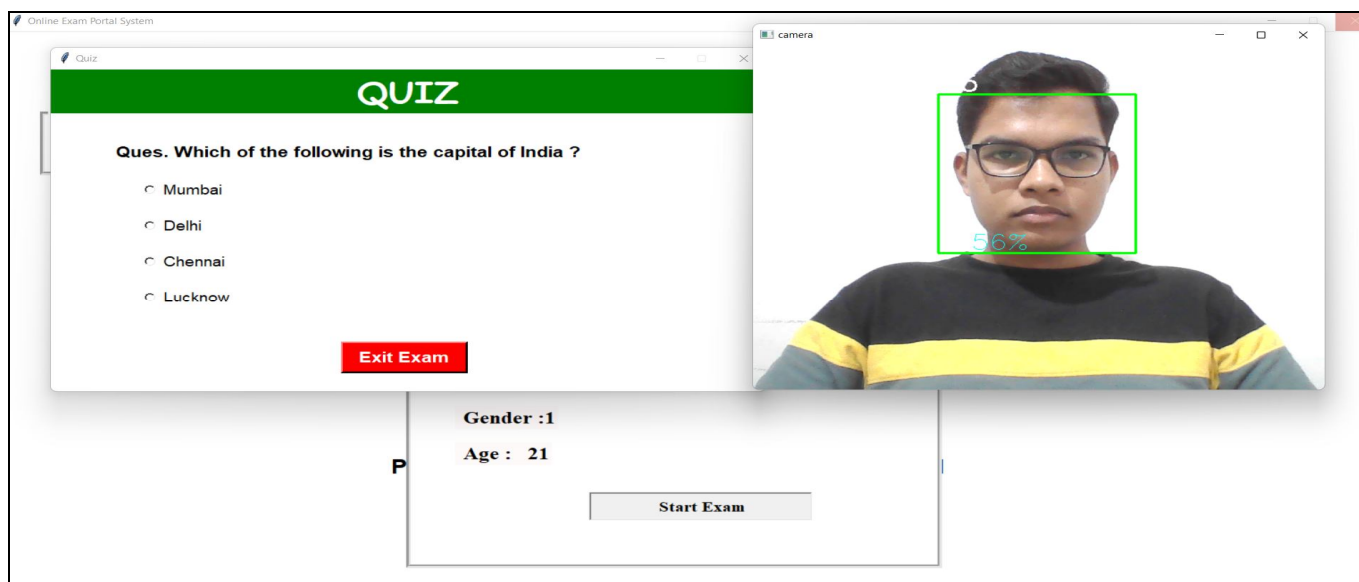 Online Exam Portal System
Quiz
QUIZ
Ques. Which of the following is the capital of India ?
Mumbai
Delhi
Chennai
Lucknow
Exit Exam
camera
56%
Gender :1
Age : 21
P
Start Exam